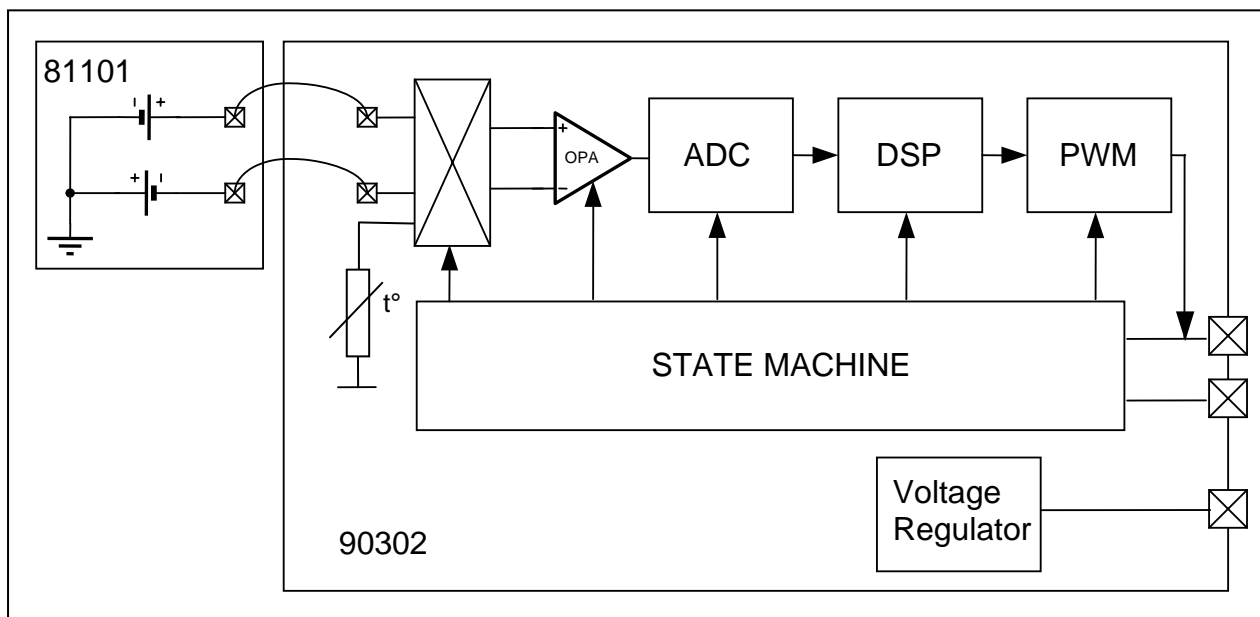 81101
- +
+ -
+
-
OPA
ADC
DSP
PWM
t°
STATE MACHINE
Voltage
Regulator
90302